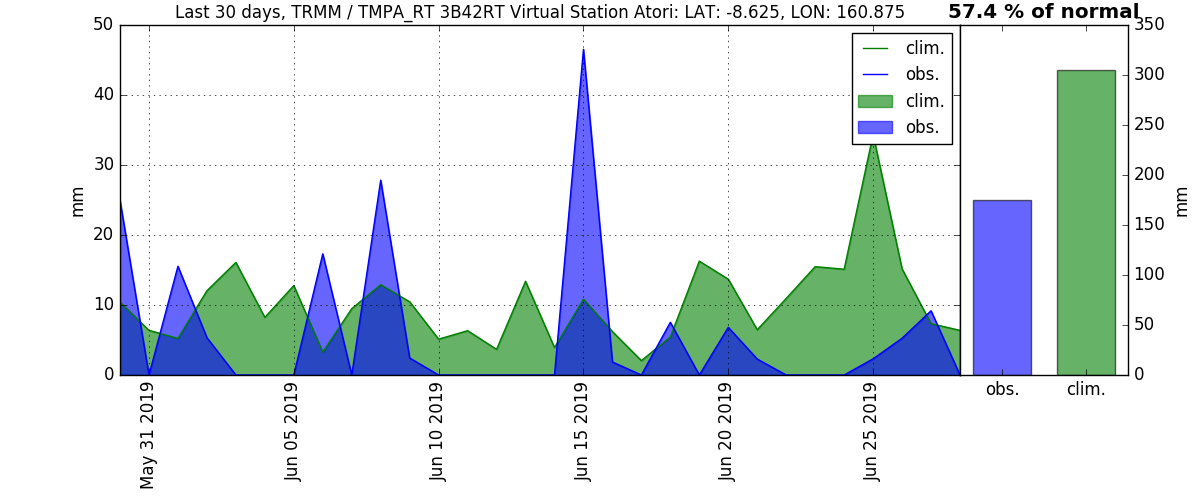 Last 30 days, TRMM / TMPA_RT 3B42RT Virtual Station Atori: LAT: -8.625, LON: 160.875
57.4 % of normal
50
40
30
20
10
0
mm
clim.
obs.
clim.
obs.
350
300
250
200
150
100
50
0
mm
May 31 2019
Jun 05 2019
Jun 10 2019
Jun 15 2019
Jun 20 2019
Jun 25 2019
obs.
clim.